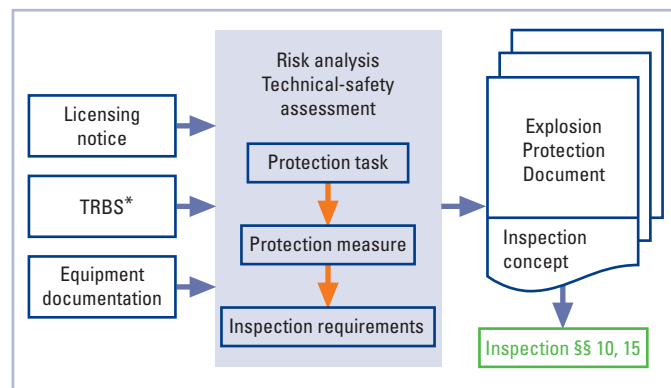 Licensing
notice
TRBS*
Equipment
documentation
Risk analysis
Technical-safety
assessment
Protection task
Protection measure
Inspection requirements
Explosion
Protection
Document
Inspection
concept
Inspection §§ 10, 15